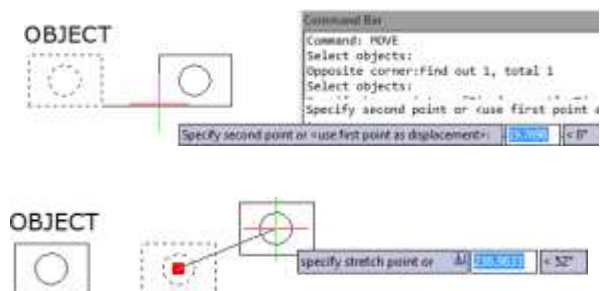 OBJECT
Command Bar
Command: MOVE
Select objects:
Opposite corner:Find out 1, total 1
Select objects:
Specify second point or <use first point a
Specify second point or <use first point as displacement>:
< 0°
OBJECT
specify stretch point or
< 52°